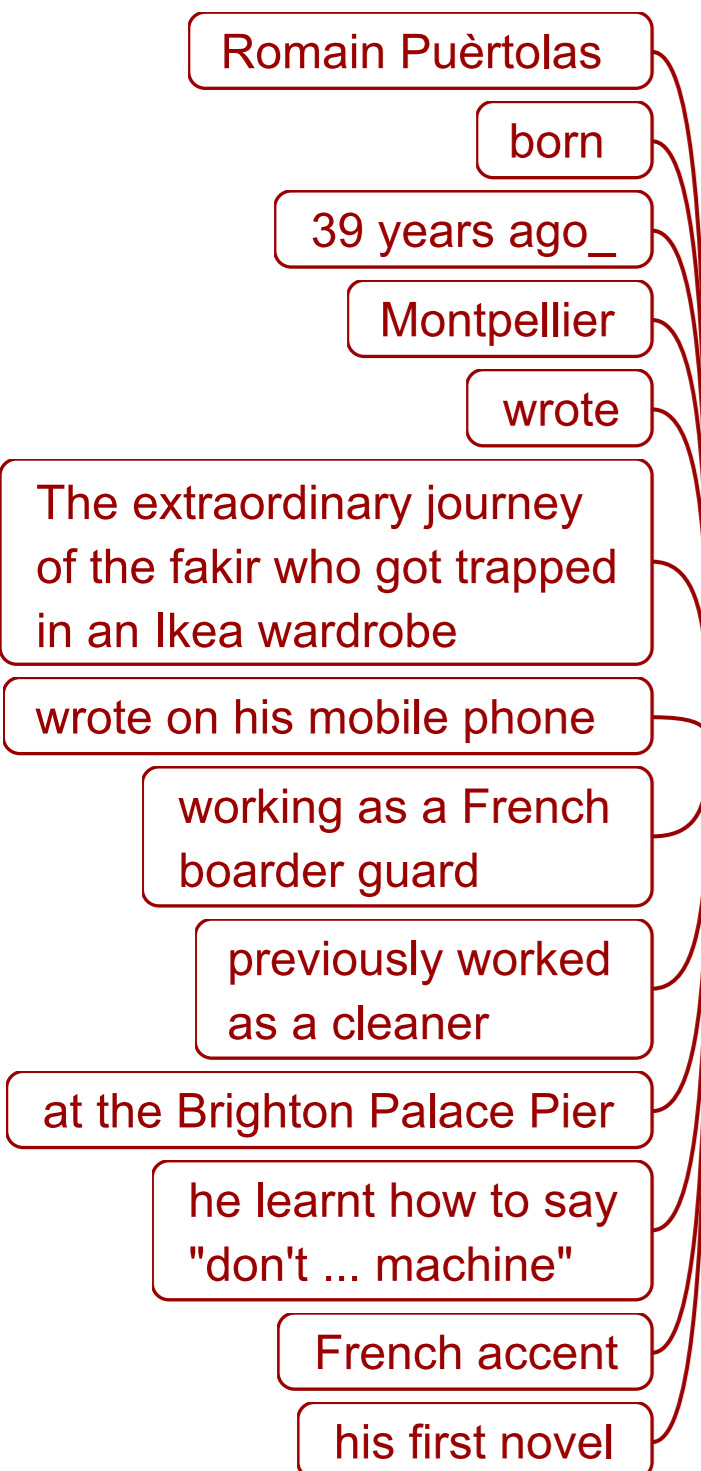 Romain Puèrtolas
born
39 years ago_
Montpellier
wrote
The extraordinary journey
of the fakir who got trapped
in an Ikea wardrobe
wrote on his mobile phone
working as a French
boarder guard
previously worked
as a cleaner
at the Brighton Palace Pier
he learnt how to say
"don't ... machine"
French accent
his first novel